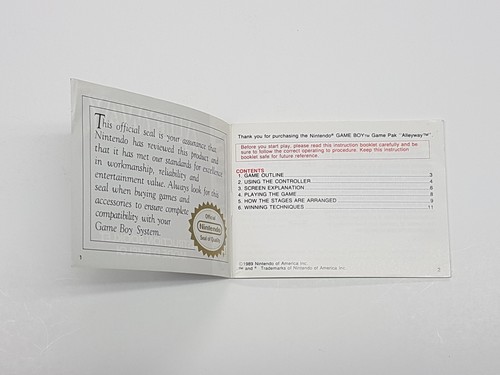 This official seal is your assurance that
Nintendo has reviewed this product and
that it has met our standards for excellence
in workmanship, reliability and
entertainment value. Always look for this
seal when buying games and
accessories to ensure complete
compatibility with your
Game Boy System.
Official
Nintendo
Seal of Quality
1
Thank you for purchasing the Nintendo® GAME BOY™ Game Pak "Alleyway™"
Before you start play, please read this instruction booklet carefully and be
sure to follow the correct operating procedure. Keep this instruction
booklet safe for future reference.
CONTENTS
1. GAME OUTLINE 3
2. USING THE CONTROLLER 4
3. SCREEN EXPLANATION 6
4. PLAYING THE GAME 8
5. HOW THE STAGES ARE ARRANGED 9
6. WINNING TECHNIQUES 11
©1989 Nintendo of America Inc.
™ and ® Trademarks of Nintendo of America Inc.